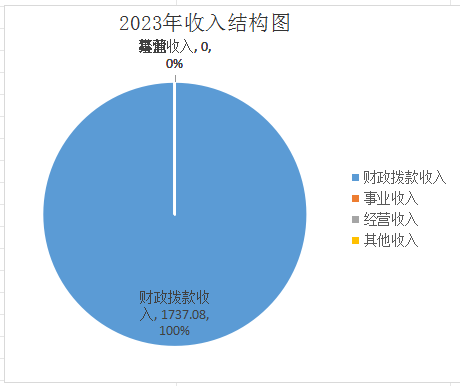 2023年收入结构图
收入, 0,
0%
财政拨款收
入, 1737.08,
100%
财政拨款收入
事业收入
经营收入
其他收入